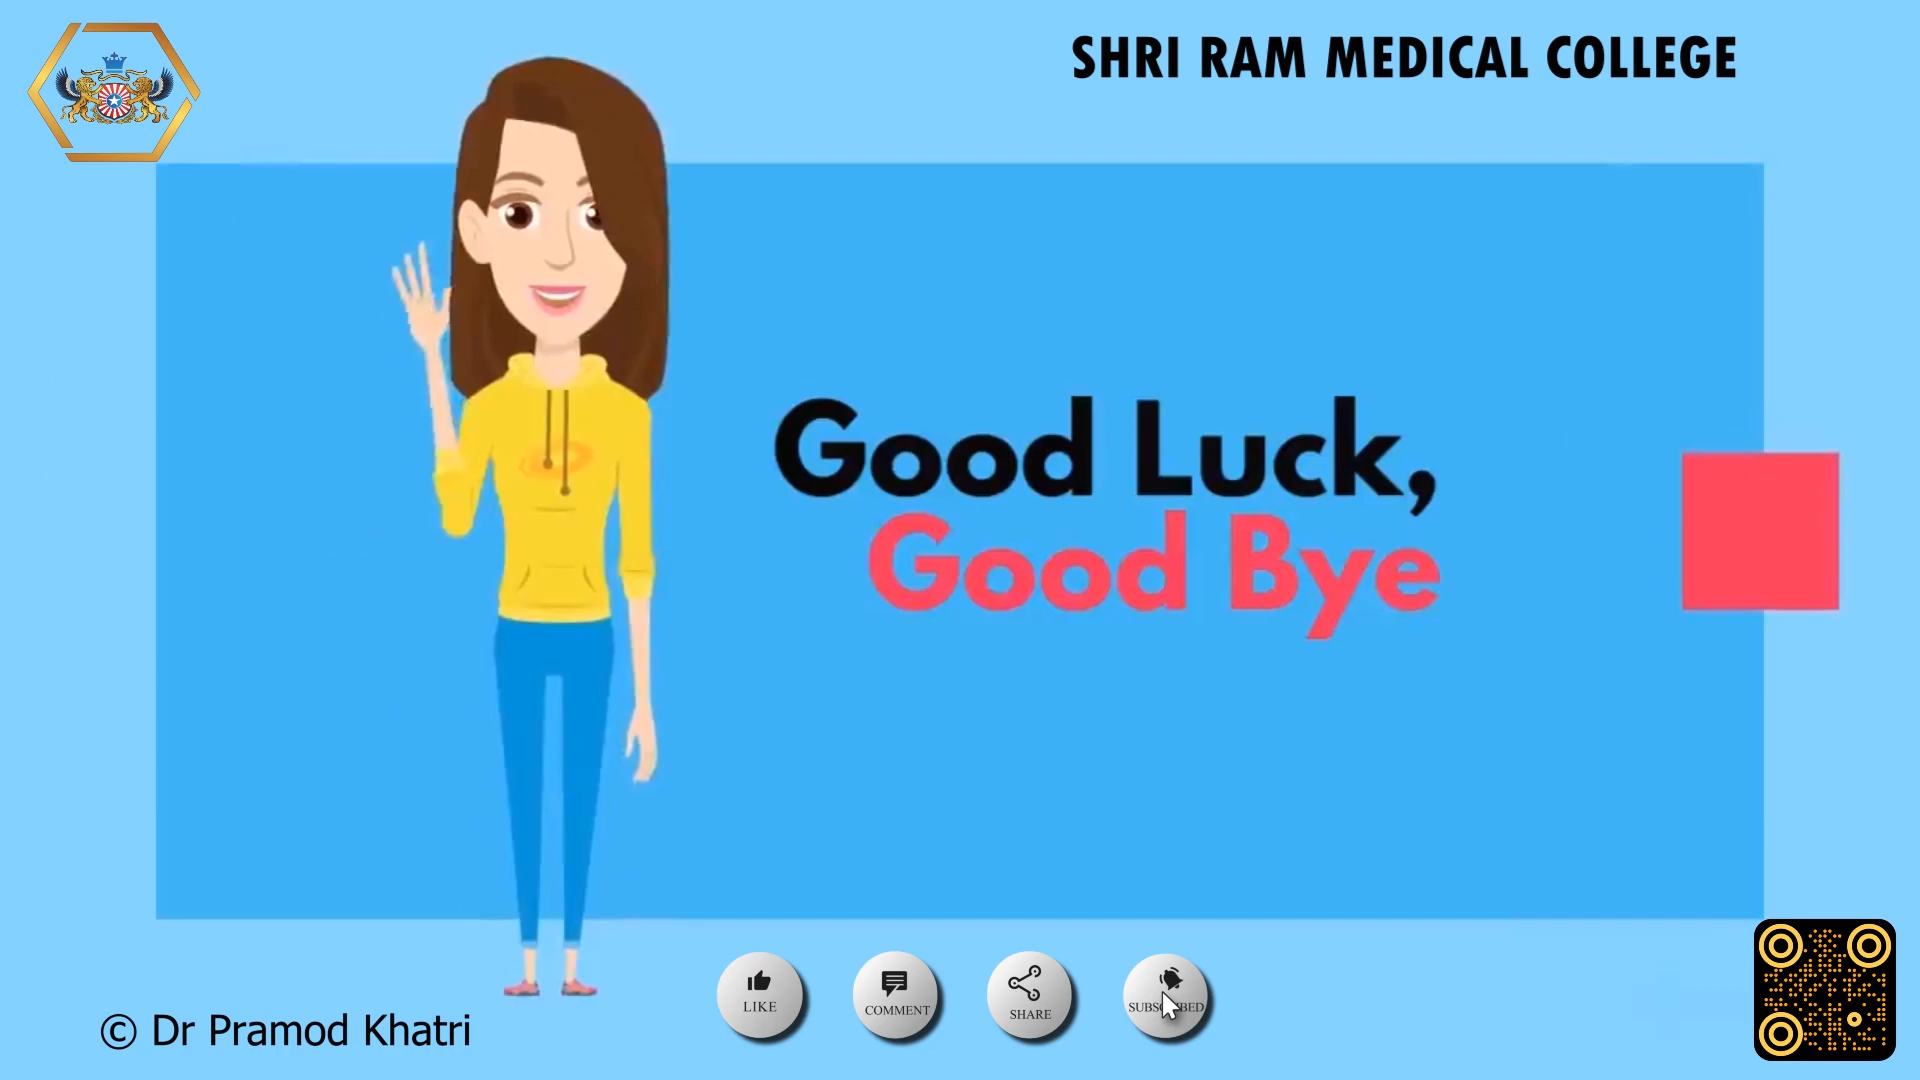 SHRI RAM MEDICAL COLLEGE
Good Luck,
Good Bye
LIKE
COMMENT
SHARE
© Dr Pramod Khatri